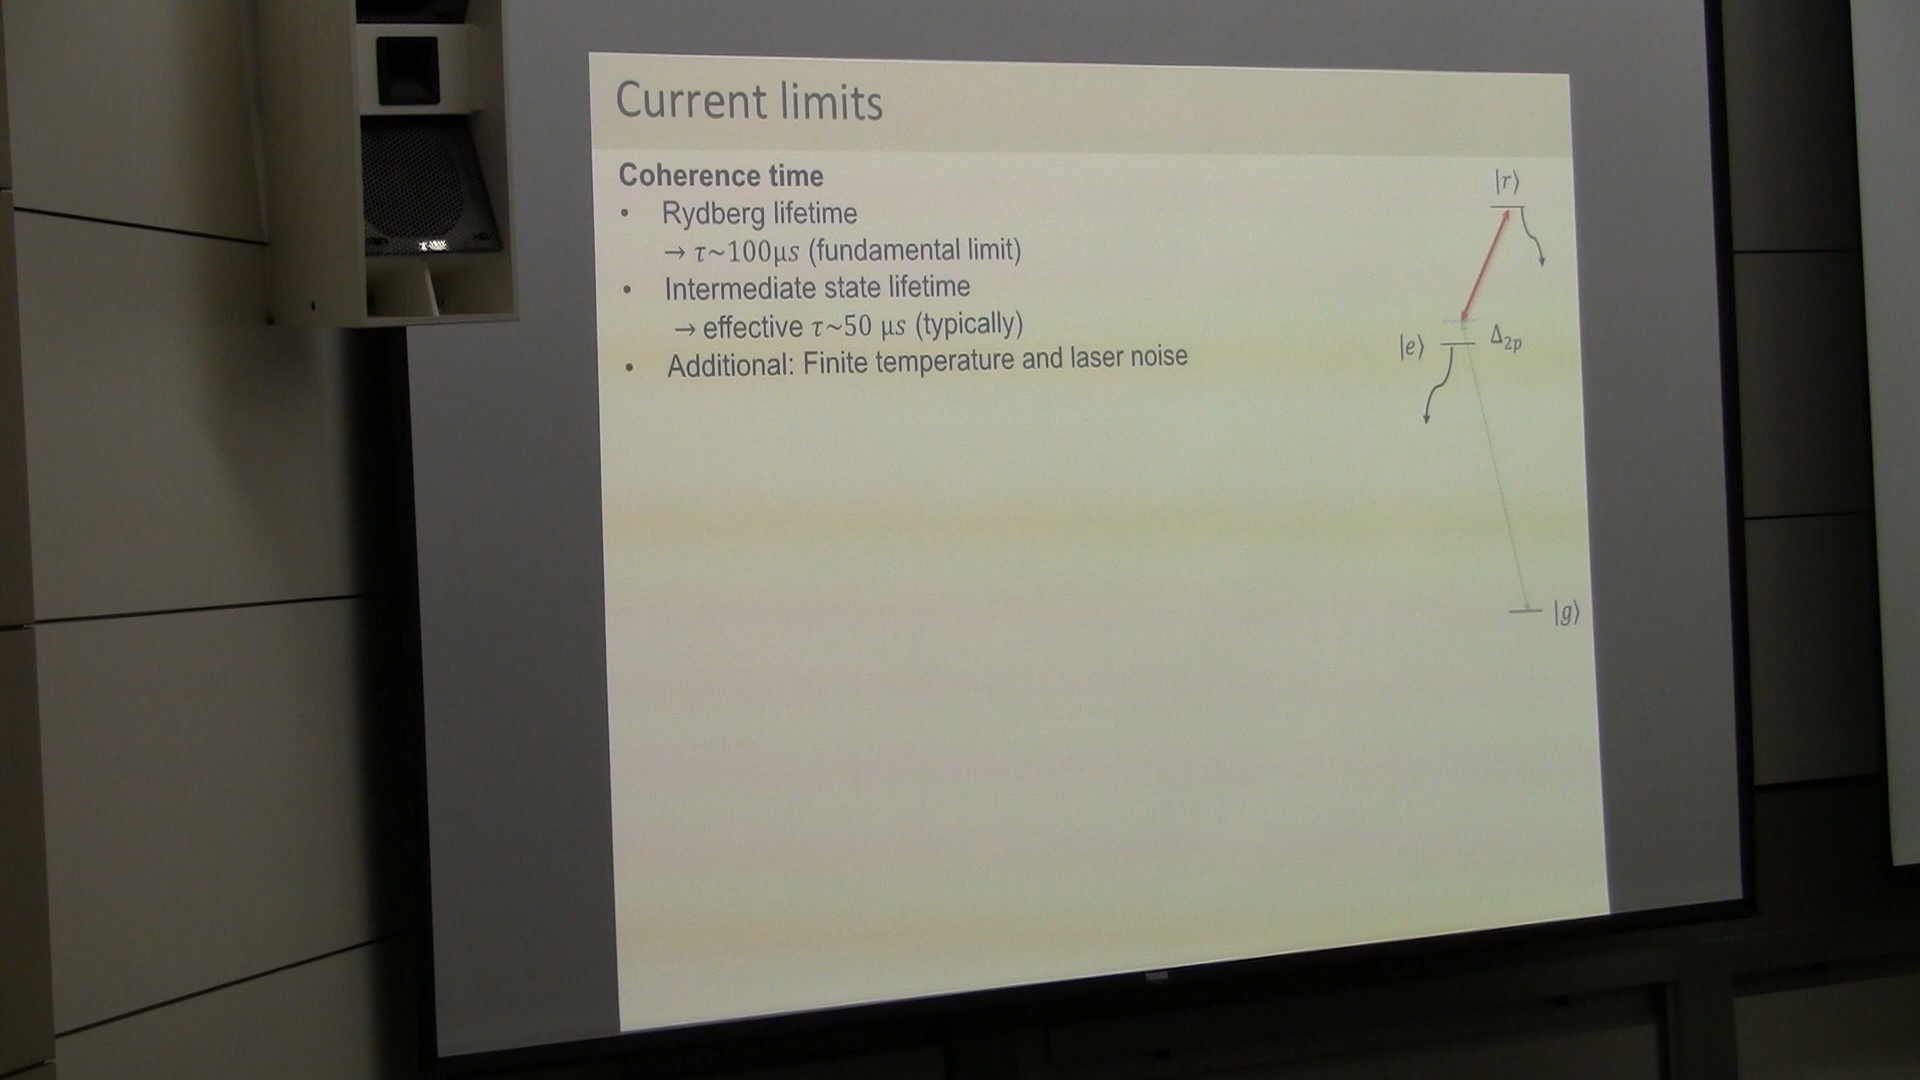 Current limits
Coherence time
• Rydberg lifetime
→ τ~100μs (fundamental limit)
• Intermediate state lifetime
→ effective τ~50 μs (typically)
• Additional: Finite temperature and laser noise
|r⟩
|e⟩ Δ₂ₚ
|g⟩